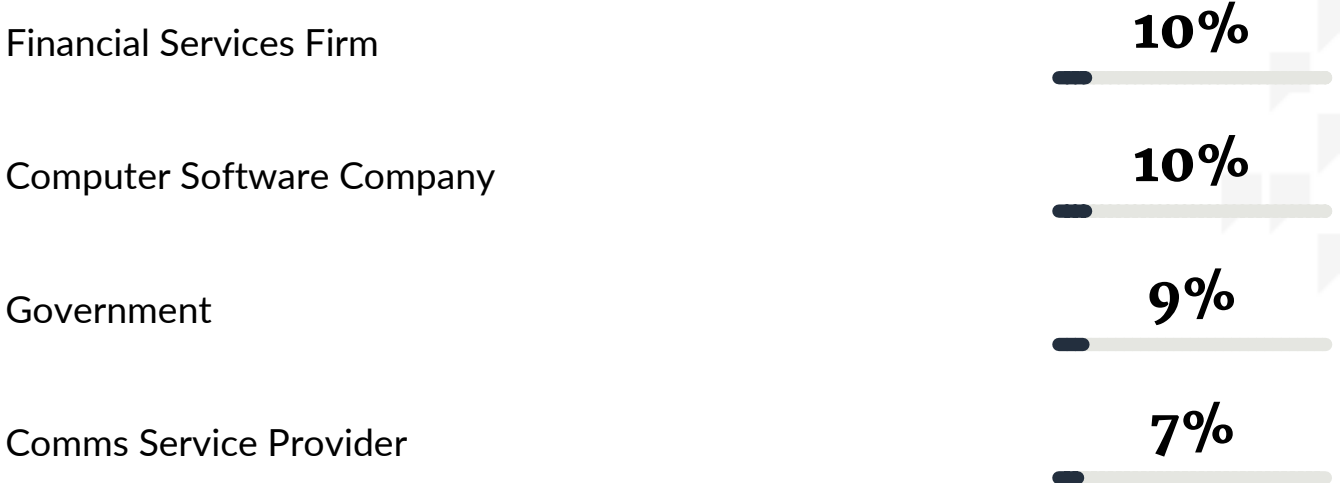 Financial Services Firm 10%
Computer Software Company 10%
Government 9%
Comms Service Provider 7%